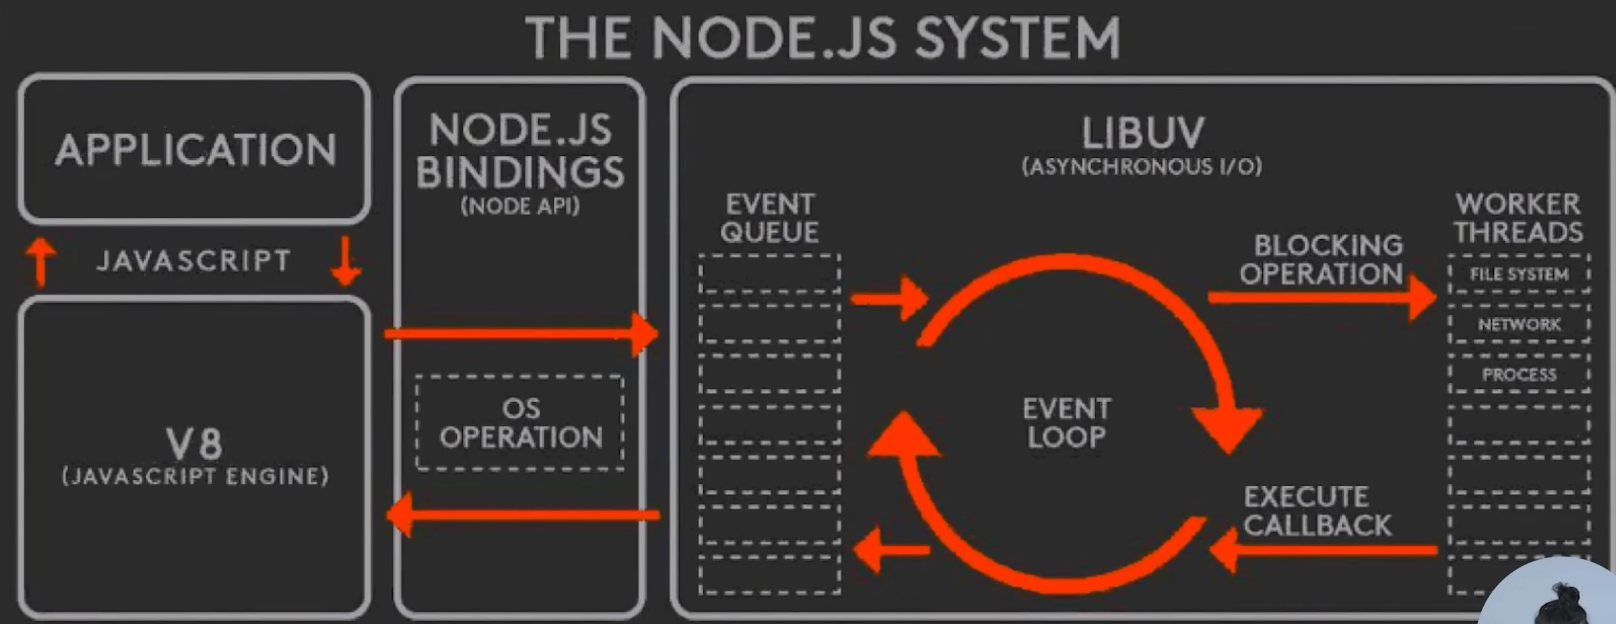 THE NODE.JS SYSTEM
APPLICATION
JAVASCRIPT
V8
(JAVASCRIPT ENGINE)
NODE.JS
BINDINGS
(NODE API)
OS
OPERATION
LIBUV
(ASYNCHRONOUS I/O)
EVENT
QUEUE
EVENT
LOOP
BLOCKING
OPERATION
EXECUTE
CALLBACK
WORKER
THREADS
FILE SYSTEM
NETWORK
PROCESS